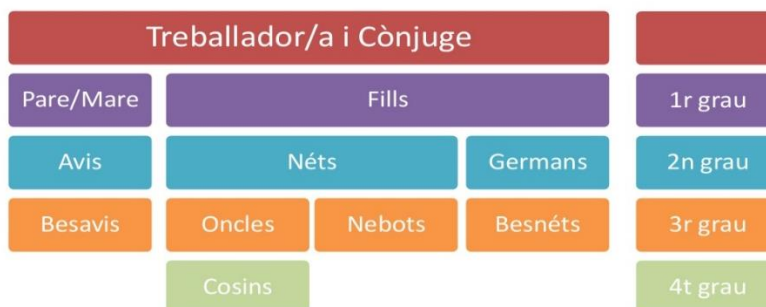 Treballador/a i Cònjuge
Pare/Mare Fills 1r grau
Avis Néts Germans 2n grau
Besavis Oncles Nebots Besnéts 3r grau
Cosins 4t grau